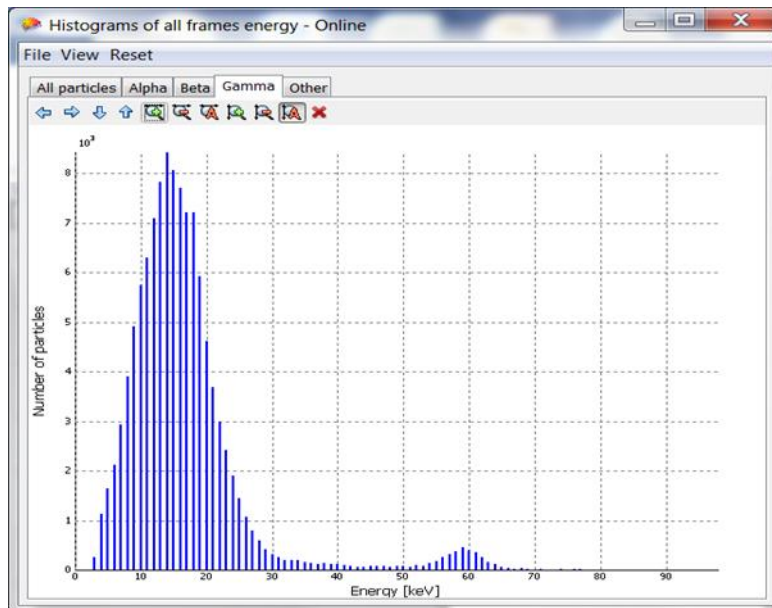 Histograms of all frames energy - Online
File View Reset
All particles Alpha Beta Gamma Other
10³
8
7
6
5
4
3
2
1
0
Number of particles
0 10 20 30 40 50 60 70 80 90
Energy [keV]